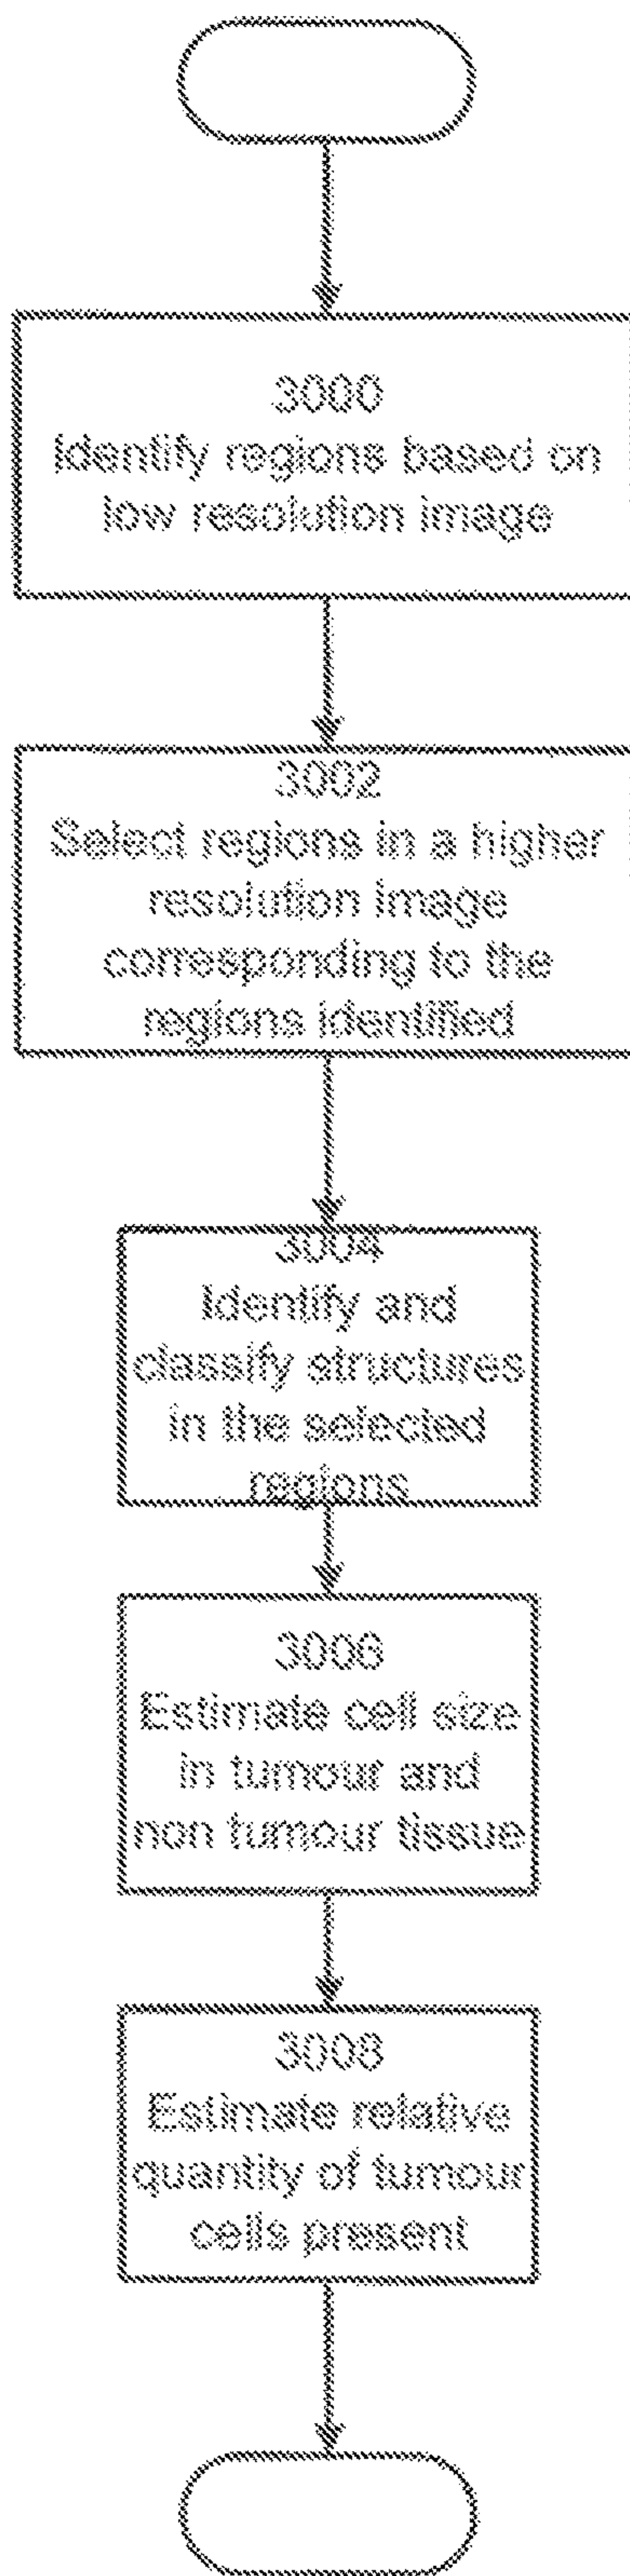 3000
Identify regions based on
low resolution image
3002
Select regions in a higher
resolution image
corresponding to the
regions identified
3004
Identify and
classify structures
in the selected
regions
3006
Estimate cell size
in tumour and
non tumour tissue
3008
Estimate relative
quantity of tumour
cells present